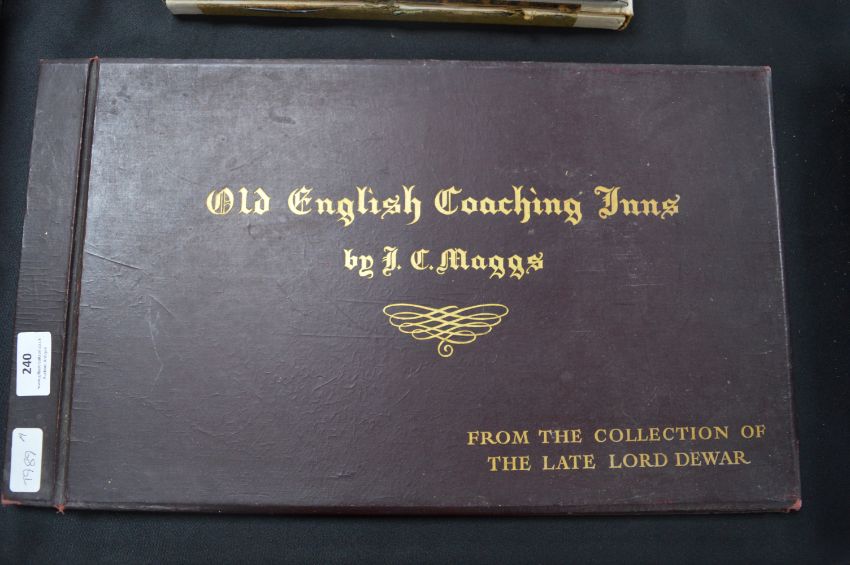 Old English Coaching Inns
by J. C. Maggs
FROM THE COLLECTION OF
THE LATE LORD DEWAR
240